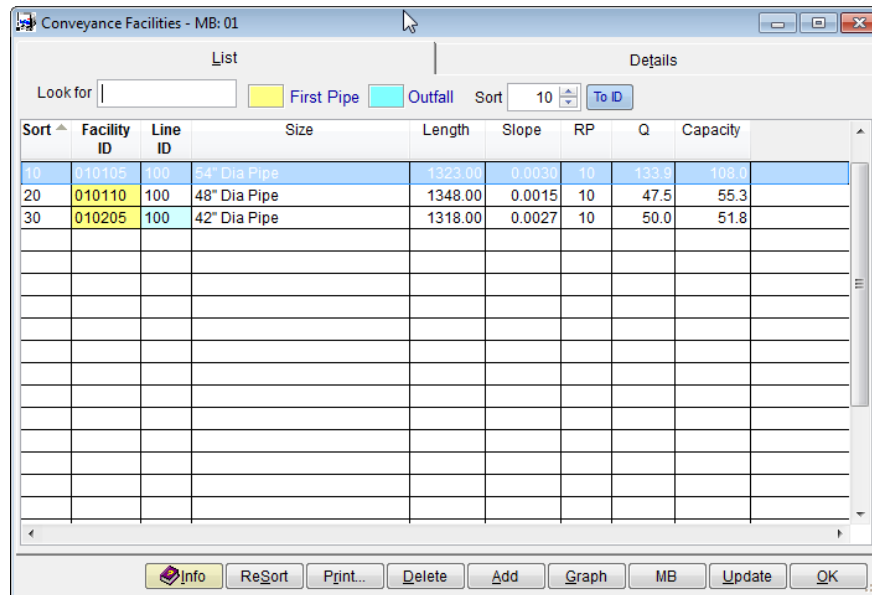 Conveyance Facilities - MB: 01
List Details
Look for First Pipe Outfall Sort 10 To ID
Sort Facility ID Line ID Size Length Slope RP Q Capacity
10 010105 100 54" Dia Pipe 1323.00 0.0030 10 133.9 108.0
20 010110 100 48" Dia Pipe 1348.00 0.0015 10 47.5 55.3
30 010205 100 42" Dia Pipe 1318.00 0.0027 10 50.0 51.8
Info ReSort Print... Delete Add Graph MB Update OK